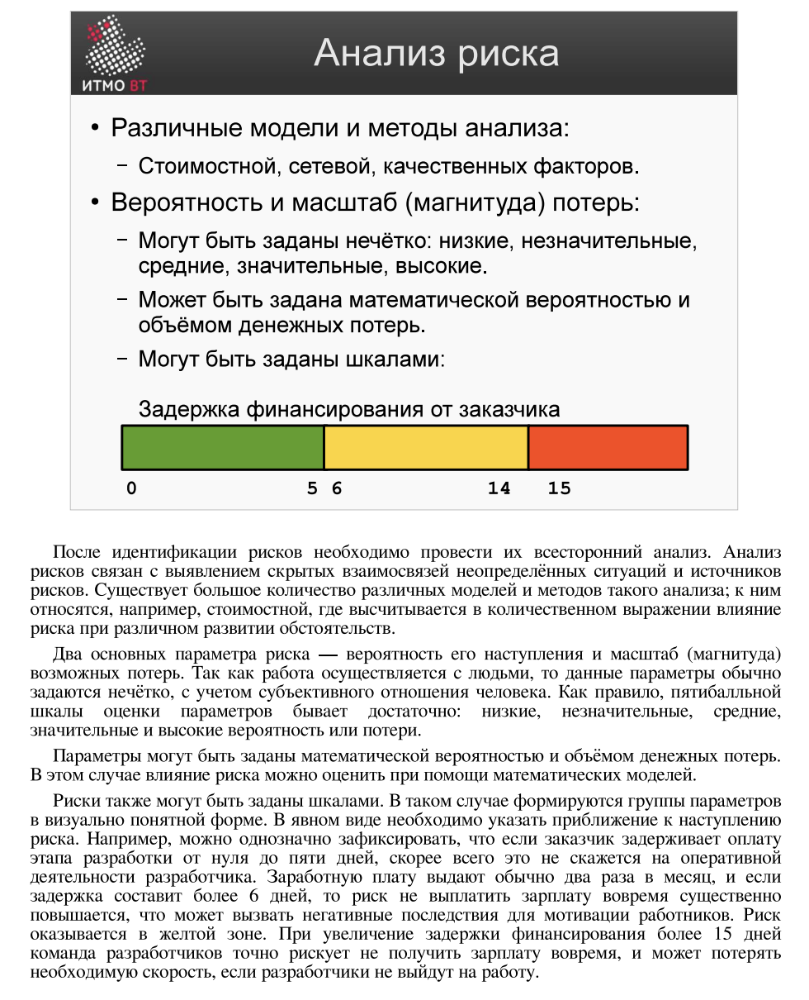 ИТМО ВТ
Анализ риска
• Различные модели и методы анализа:
– Стоимостной, сетевой, качественных факторов.
• Вероятность и масштаб (магнитуда) потерь:
– Могут быть заданы нечётко: низкие, незначительные,
средние, значительные, высокие.
– Может быть задана математической вероятностью и
объёмом денежных потерь.
– Могут быть заданы шкалами:
Задержка финансирования от заказчика
0 5 6 14 15
После идентификации рисков необходимо провести их всесторонний анализ. Анализ
рисков связан с выявлением скрытых взаимосвязей неопределённых ситуаций и источников
рисков. Существует большое количество различных моделей и методов такого анализа; к ним
относятся, например, стоимостной, где высчитывается в количественном выражении влияние
риска при различном развитии обстоятельств.
Два основных параметра риска — вероятность его наступления и масштаб (магнитуда)
возможных потерь. Так как работа осуществляется с людьми, то данные параметры обычно
задаются нечётко, с учетом субъективного отношения человека. Как правило, пятибалльной
шкалы оценки параметров бывает достаточно: низкие, незначительные, средние,
значительные и высокие вероятность или потери.
Параметры могут быть заданы математической вероятностью и объёмом денежных потерь.
В этом случае влияние риска можно оценить при помощи математических моделей.
Риски также могут быть заданы шкалами. В таком случае формируются группы параметров
в визуально понятной форме. В явном виде необходимо указать приближение к наступлению
риска. Например, можно однозначно зафиксировать, что если заказчик задерживает оплату
этапа разработки от нуля до пяти дней, скорее всего это не скажется на оперативной
деятельности разработчика. Заработную плату выдают обычно два раза в месяц, и если
задержка составит более 6 дней, то риск не выплатить зарплату вовремя существенно
повышается, что может вызвать негативные последствия для мотивации работников. Риск
оказывается в желтой зоне. При увеличение задержки финансирования более 15 дней
команда разработчиков точно рискует не получить зарплату вовремя, и может потерять
необходимую скорость, если разработчики не выйдут на работу.